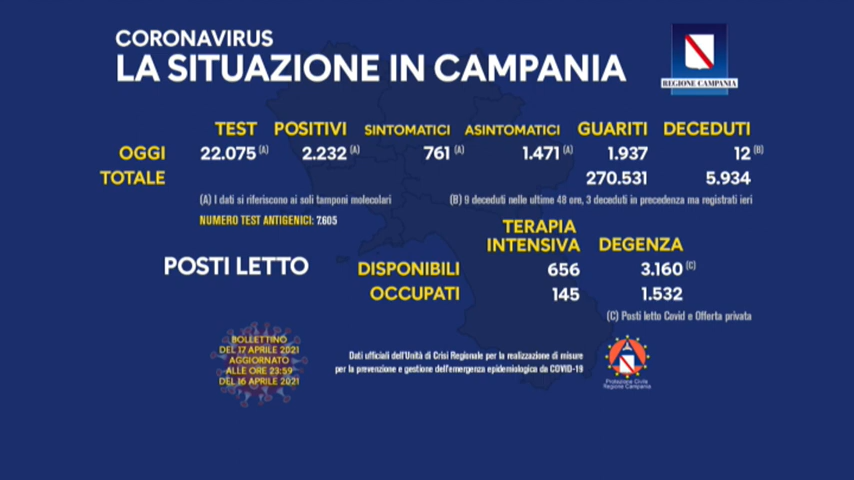 CORONAVIRUS
LA SITUAZIONE IN CAMPANIA
REGIONE CAMPANIA
TEST POSITIVI SINTOMATICI ASINTOMATICI GUARITI DECEDUTI
OGGI 22.075 (A) 2.232 (A) 761 (A) 1.471 (A) 1.937 12 (B)
TOTALE 270.531 5.934
(A) I dati si riferiscono ai soli tamponi molecolari (B) 9 deceduti nelle ultime 48 ore, 3 deceduti in precedenza ma registrati ieri
NUMERO TEST ANTIGENICI: 7.605
TERAPIA
INTENSIVA DEGENZA
POSTI LETTO
DISPONIBILI 656 3.160 (C)
OCCUPATI 145 1.532
(C) Posti letto Covid e Offerta privata
BOLLETTINO
DEL 17 APRILE 2021
AGGIORNATO
ALLE ORE 23:59
DEL 16 APRILE 2021
Dati ufficiali dell'Unità di Crisi Regionale per la realizzazione di misure
per la prevenzione e gestione dell'emergenza epidemiologica da COVID-19
Protezione Civile
Regione Campania